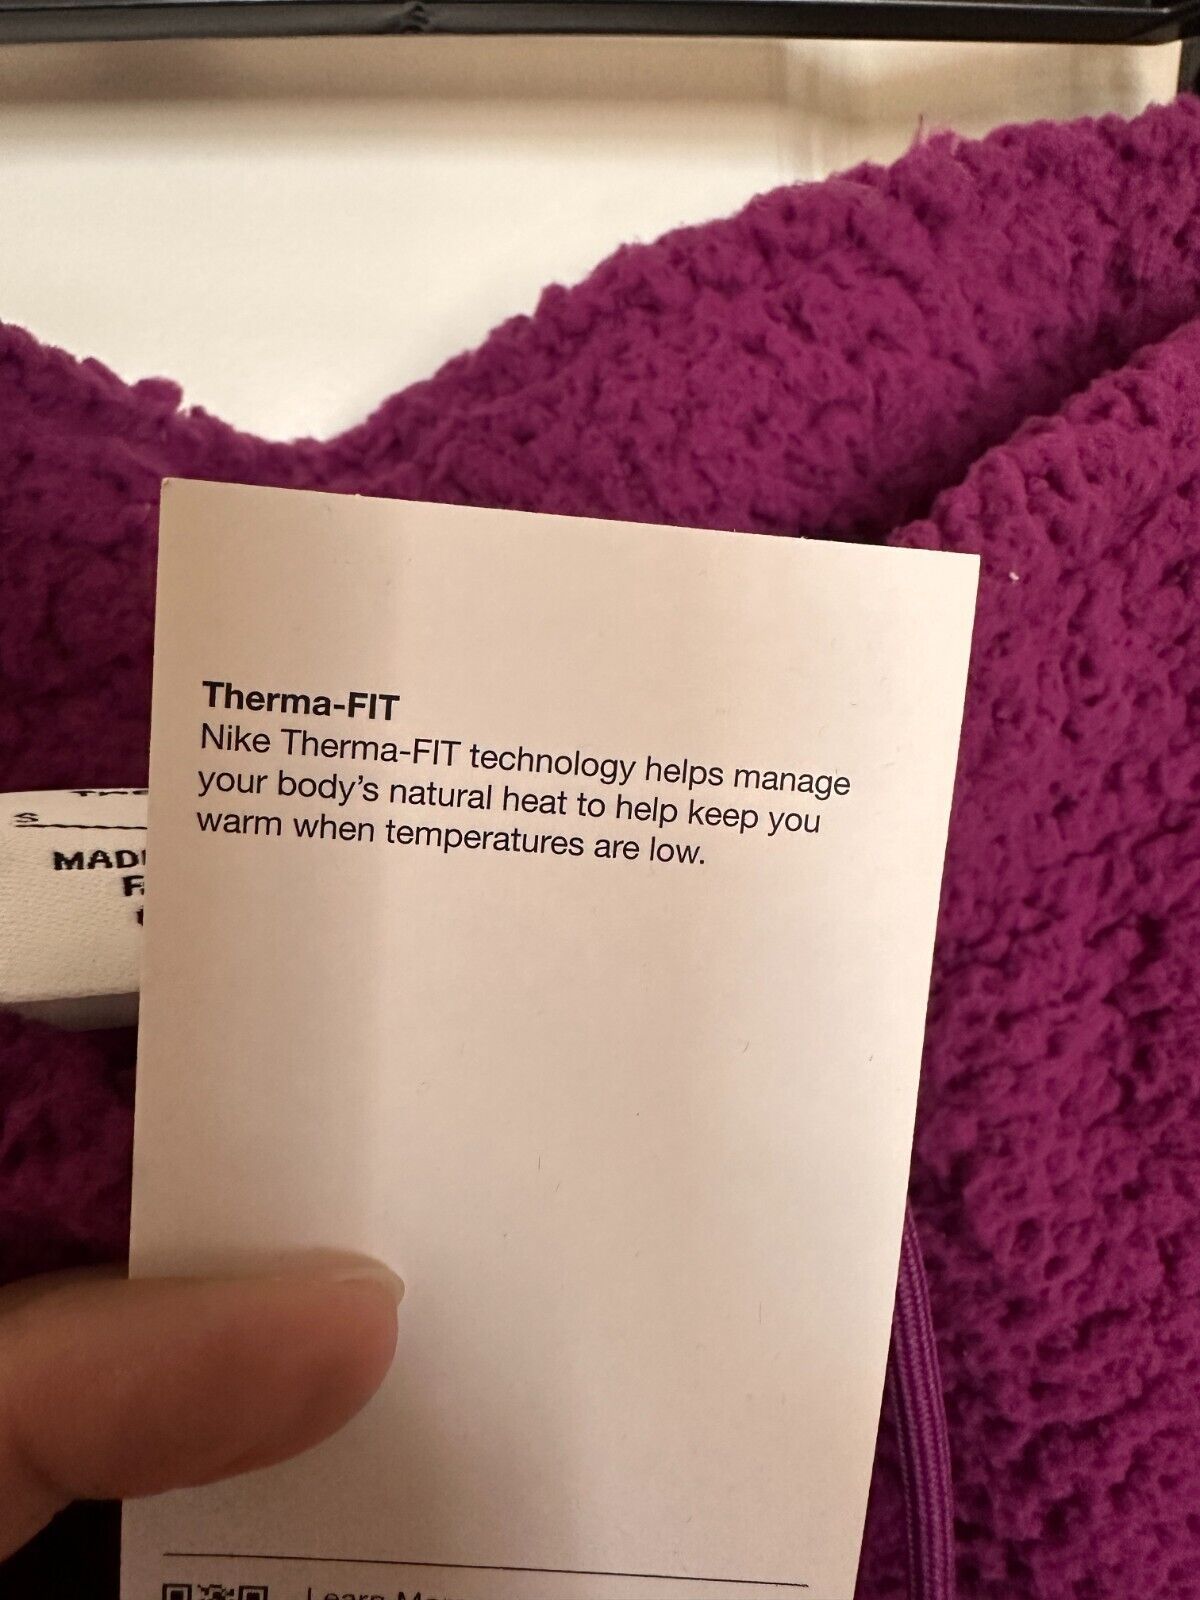 Therma-FIT
Nike Therma-FIT technology helps manage
your body's natural heat to help keep you
warm when temperatures are low.
S
MAD
Learn